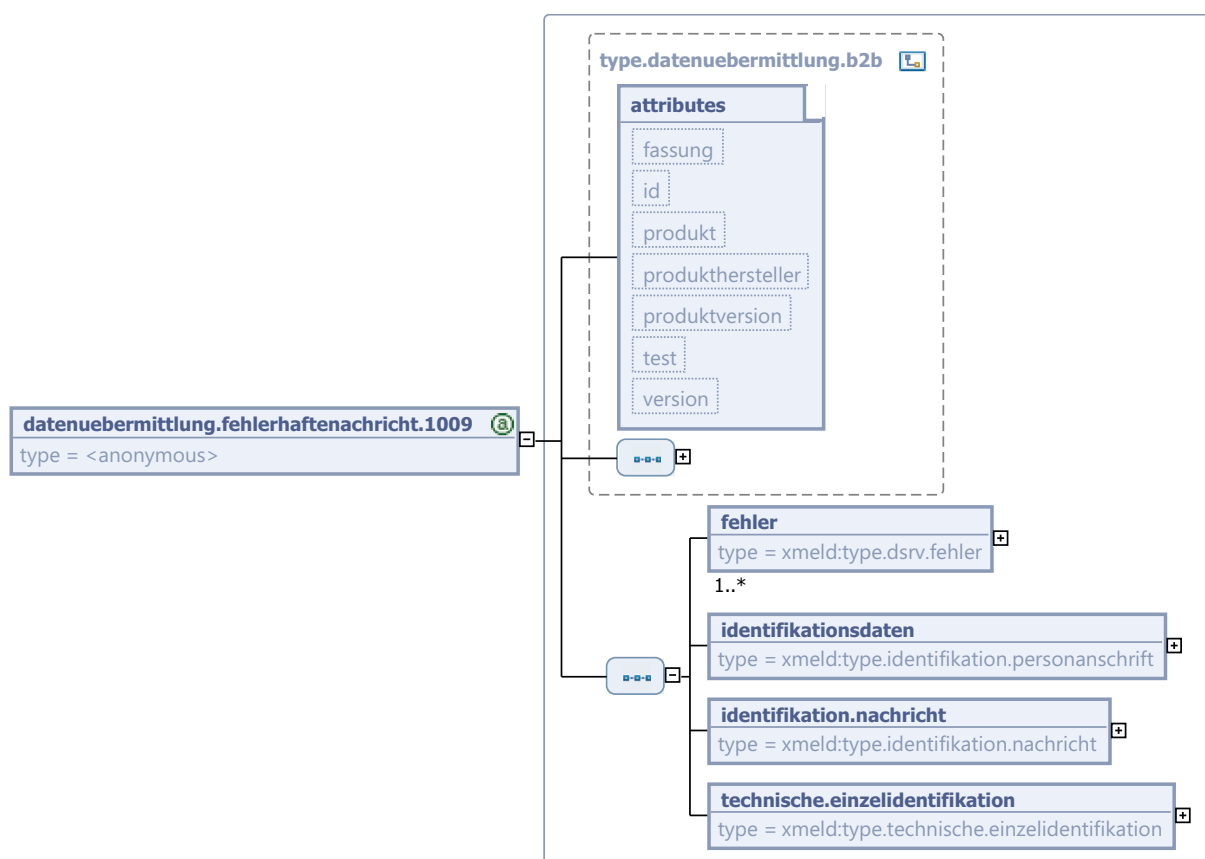 type.datenuebermittlung.b2b
attributes
fassung
id
produkt
produkthersteller
produktversion
test
version
datenuebermittlung.fehlerhaftenachricht.1009
type = <anonymous>
fehler
type = xmeld:type.dsrv.fehler
1..*
identifikationsdaten
type = xmeld:type.identifikation.personanschrift
identifikation.nachricht
type = xmeld:type.identifikation.nachricht
technische.einzelidentifikation
type = xmeld:type.technische.einzelidentifikation